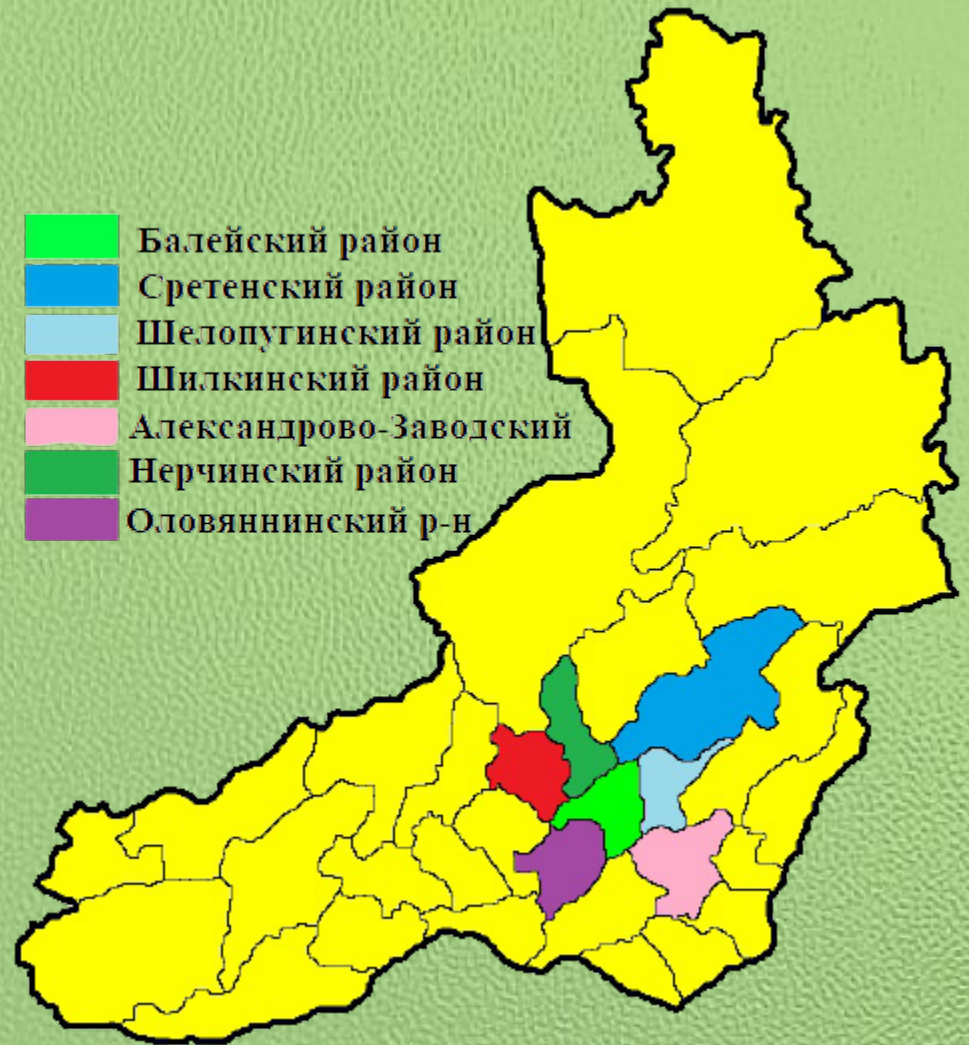 Балейский район
Сретенский район
Шелопугинский район
Шилкинский район
Александрово-Заводский
Нерчинский район
Оловяннинский р-н